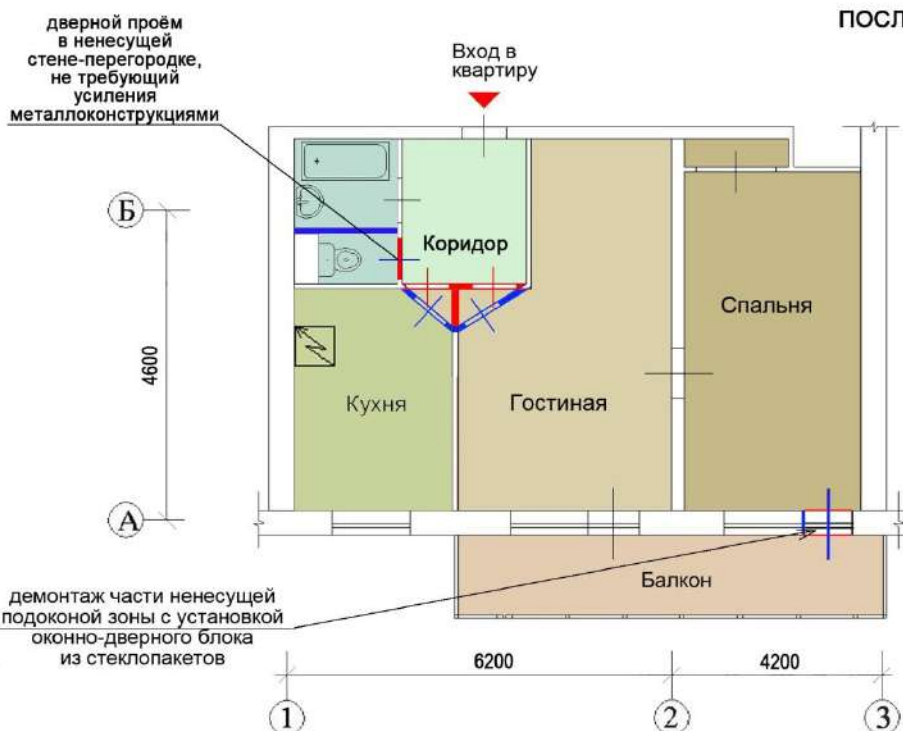 ПОСЛ
дверной проём
в ненесущей
стене-перегородке,
не требующий
усиления
металлоконструкциями
Вход в
квартиру
Б
Коридор
Спальня
4600
Кухня
Гостиная
А
Балкон
демонтаж части ненесущей
подоконой зоны с установкой
оконно-дверного блока
из стеклопакетов
6200
4200
1
2
3